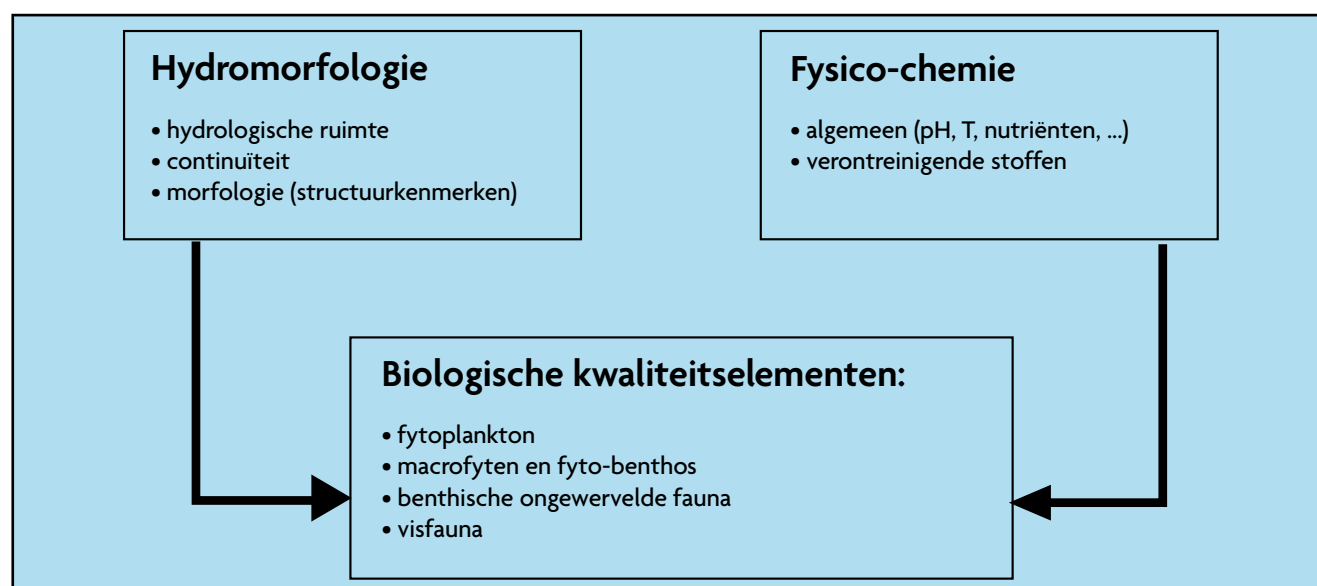 Hydromorfologie
• hydrologische ruimte
• continuïteit
• morfologie (structuurkenmerken)
Fysico-chemie
• algemeen (pH, T, nutriënten, ...)
• verontreinigende stoffen
Biologische kwaliteitselementen:
• fytoplankton
• macrofyten en fyto-benthos
• benthische ongewervelde fauna
• visfauna